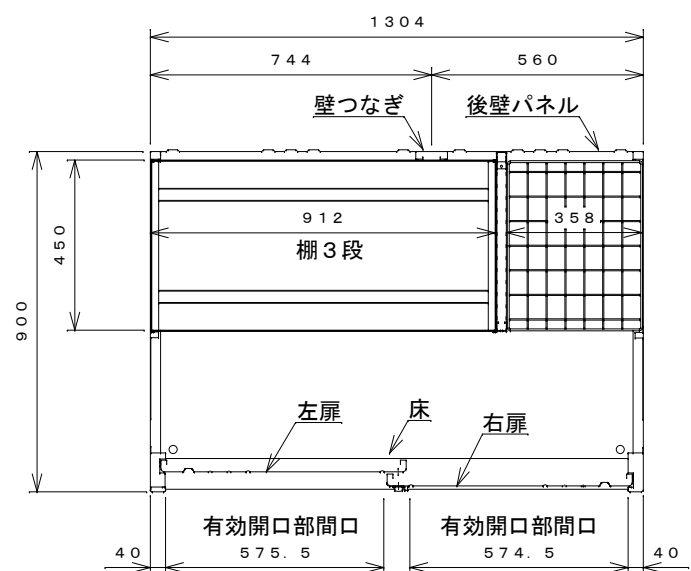 1304
744 560
壁つなぎ 後壁パネル
450
912 358
棚3段
900
左扉 床 右扉
有効開口部間口 有効開口部間口
40 575.5 574.5 40